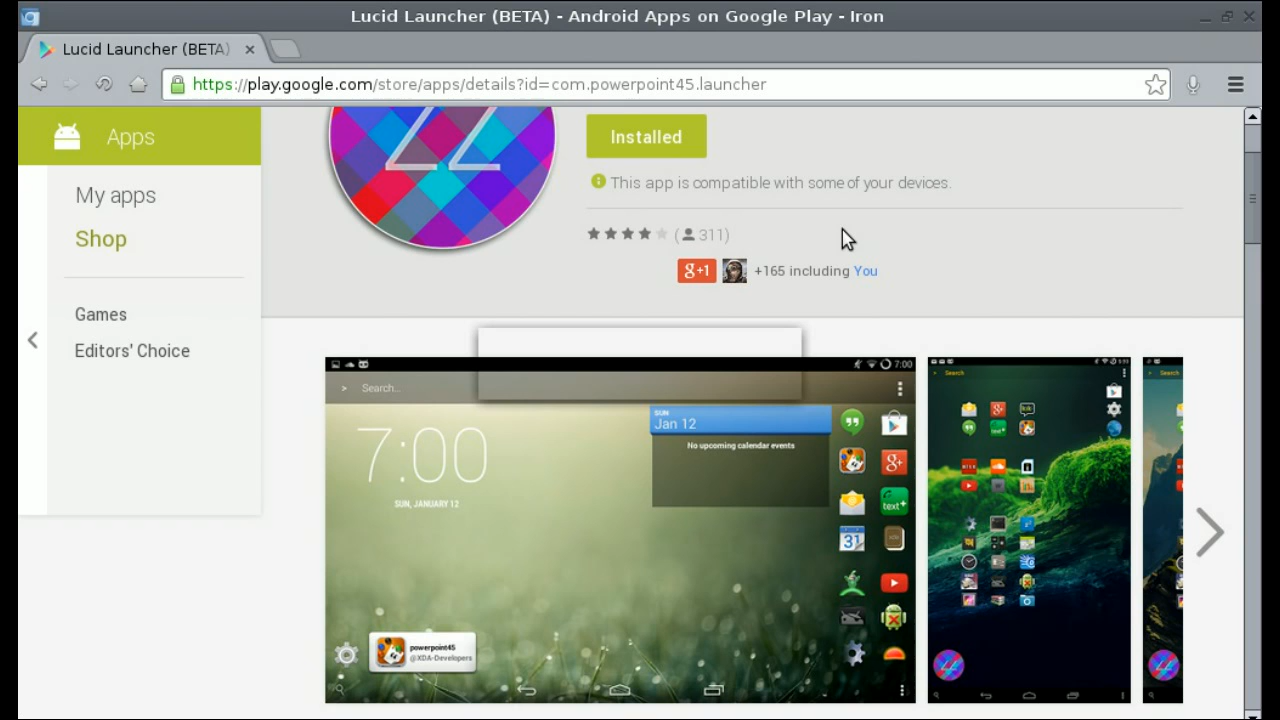 Lucid Launcher (BETA) - Android Apps on Google Play - Iron
Lucid Launcher (BETA)
https://play.google.com/store/apps/details?id=com.powerpoint45.launcher
Apps
Installed
My apps
This app is compatible with some of your devices.
Shop
(311)
g+1 +165 including You
Games
Editors' Choice
7:00
> Search...
SUN
Jan 12
No upcoming calendar events
7:00
SUN, JANUARY 12
g+
text+
31
powerpoint45
@XDA-Developers
Search
Search